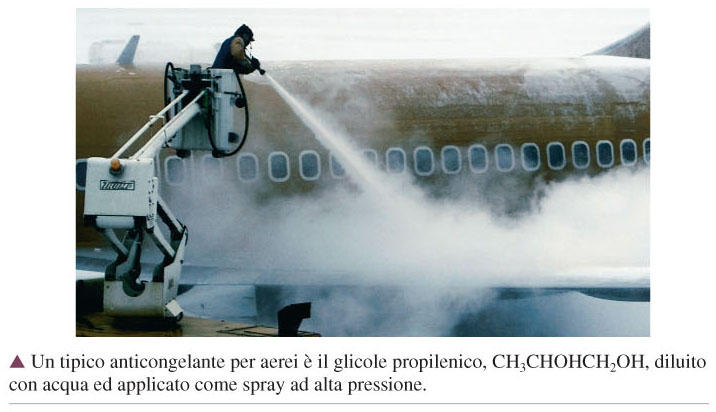 ▲ Un tipico anticongelante per aerei è il glicole propilenico, CH₃CHOHCH₂OH, diluito
con acqua ed applicato come spray ad alta pressione.